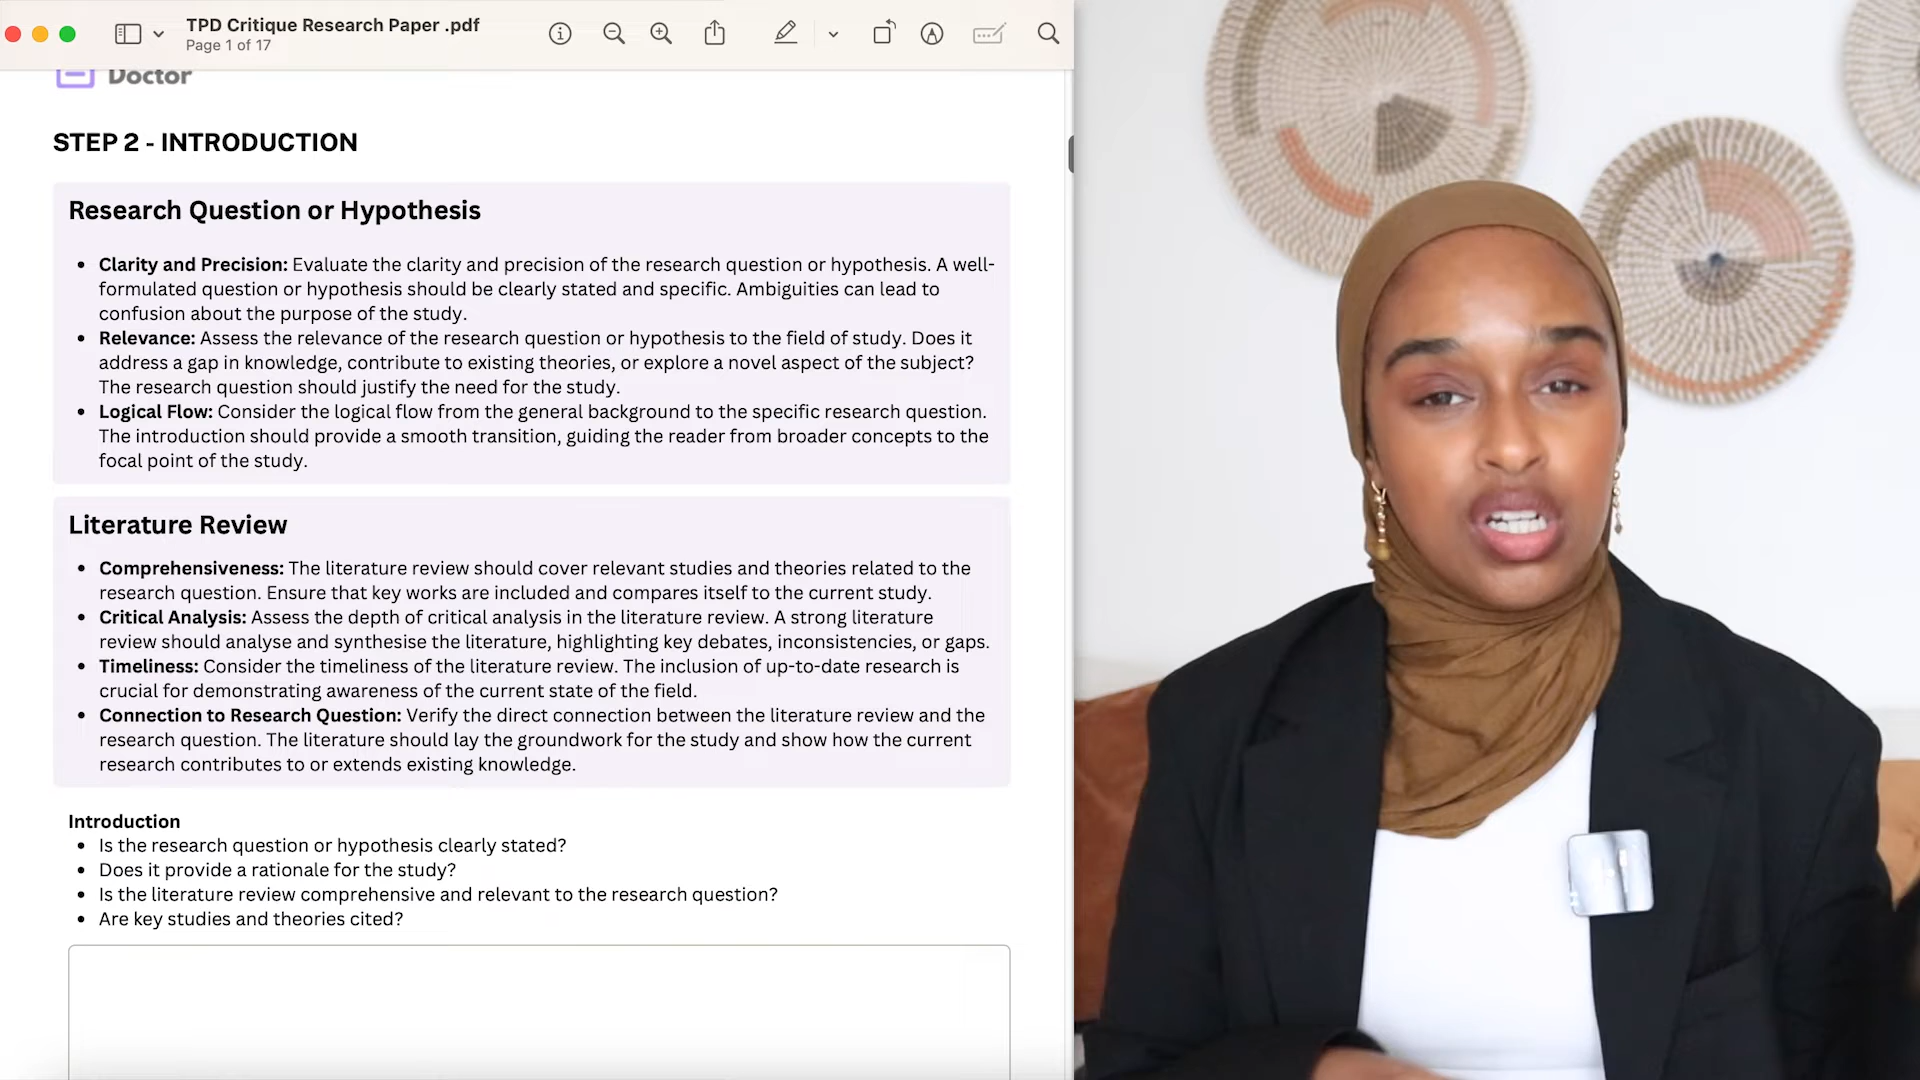 TPD Critique Research Paper .pdf
Page 1 of 17
Doctor
STEP 2 - INTRODUCTION
Research Question or Hypothesis
• Clarity and Precision: Evaluate the clarity and precision of the research question or hypothesis. A well-
formulated question or hypothesis should be clearly stated and specific. Ambiguities can lead to
confusion about the purpose of the study.
• Relevance: Assess the relevance of the research question or hypothesis to the field of study. Does it
address a gap in knowledge, contribute to existing theories, or explore a novel aspect of the subject?
The research question should justify the need for the study.
• Logical Flow: Consider the logical flow from the general background to the specific research question.
The introduction should provide a smooth transition, guiding the reader from broader concepts to the
focal point of the study.
Literature Review
• Comprehensiveness: The literature review should cover relevant studies and theories related to the
research question. Ensure that key works are included and compares itself to the current study.
• Critical Analysis: Assess the depth of critical analysis in the literature review. A strong literature
review should analyse and synthesise the literature, highlighting key debates, inconsistencies, or gaps.
• Timeliness: Consider the timeliness of the literature review. The inclusion of up-to-date research is
crucial for demonstrating awareness of the current state of the field.
• Connection to Research Question: Verify the direct connection between the literature review and the
research question. The literature should lay the groundwork for the study and show how the current
research contributes to or extends existing knowledge.
Introduction
• Is the research question or hypothesis clearly stated?
• Does it provide a rationale for the study?
• Is the literature review comprehensive and relevant to the research question?
• Are key studies and theories cited?